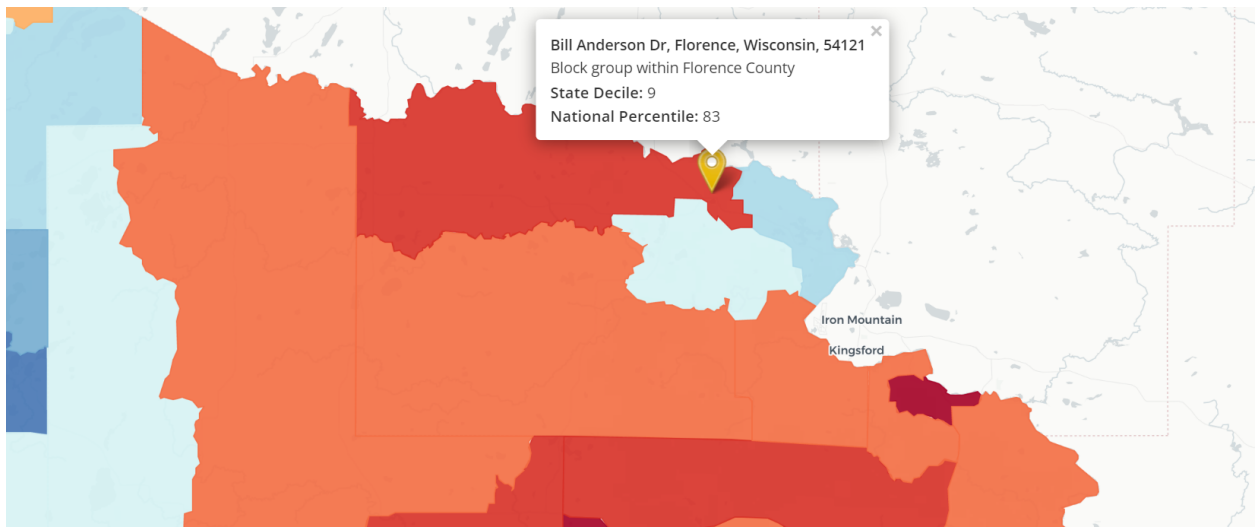 Bill Anderson Dr, Florence, Wisconsin, 54121
Block group within Florence County
State Decile: 9
National Percentile: 83
Iron Mountain
Kingsford